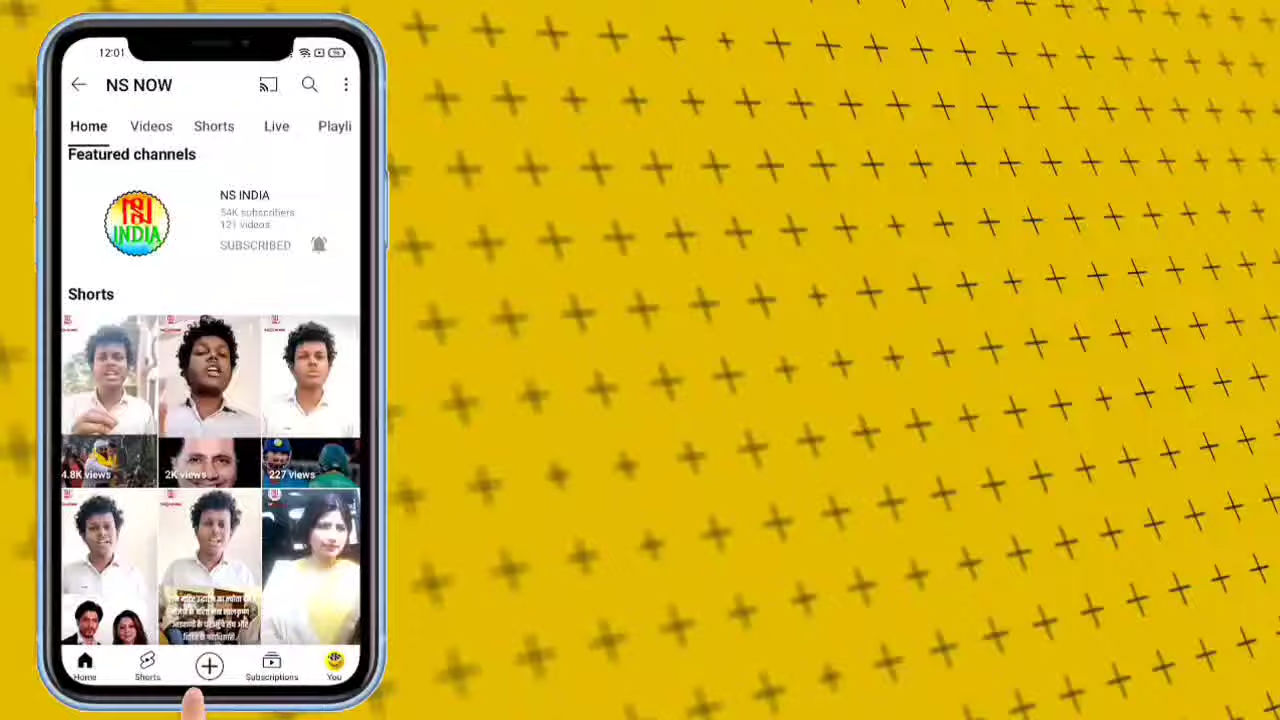 12:01
NS NOW
Home Videos Shorts Live Playli
Featured channels
INDIA
NS INDIA
54K subscribers
121 videos
SUBSCRIBED
Shorts
4.8K views 2K views 227 views
Home Shorts Subscriptions You